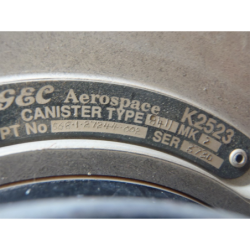 GEC Aerospace
K2523
CANISTER TYPE MK 2
PT No
SER